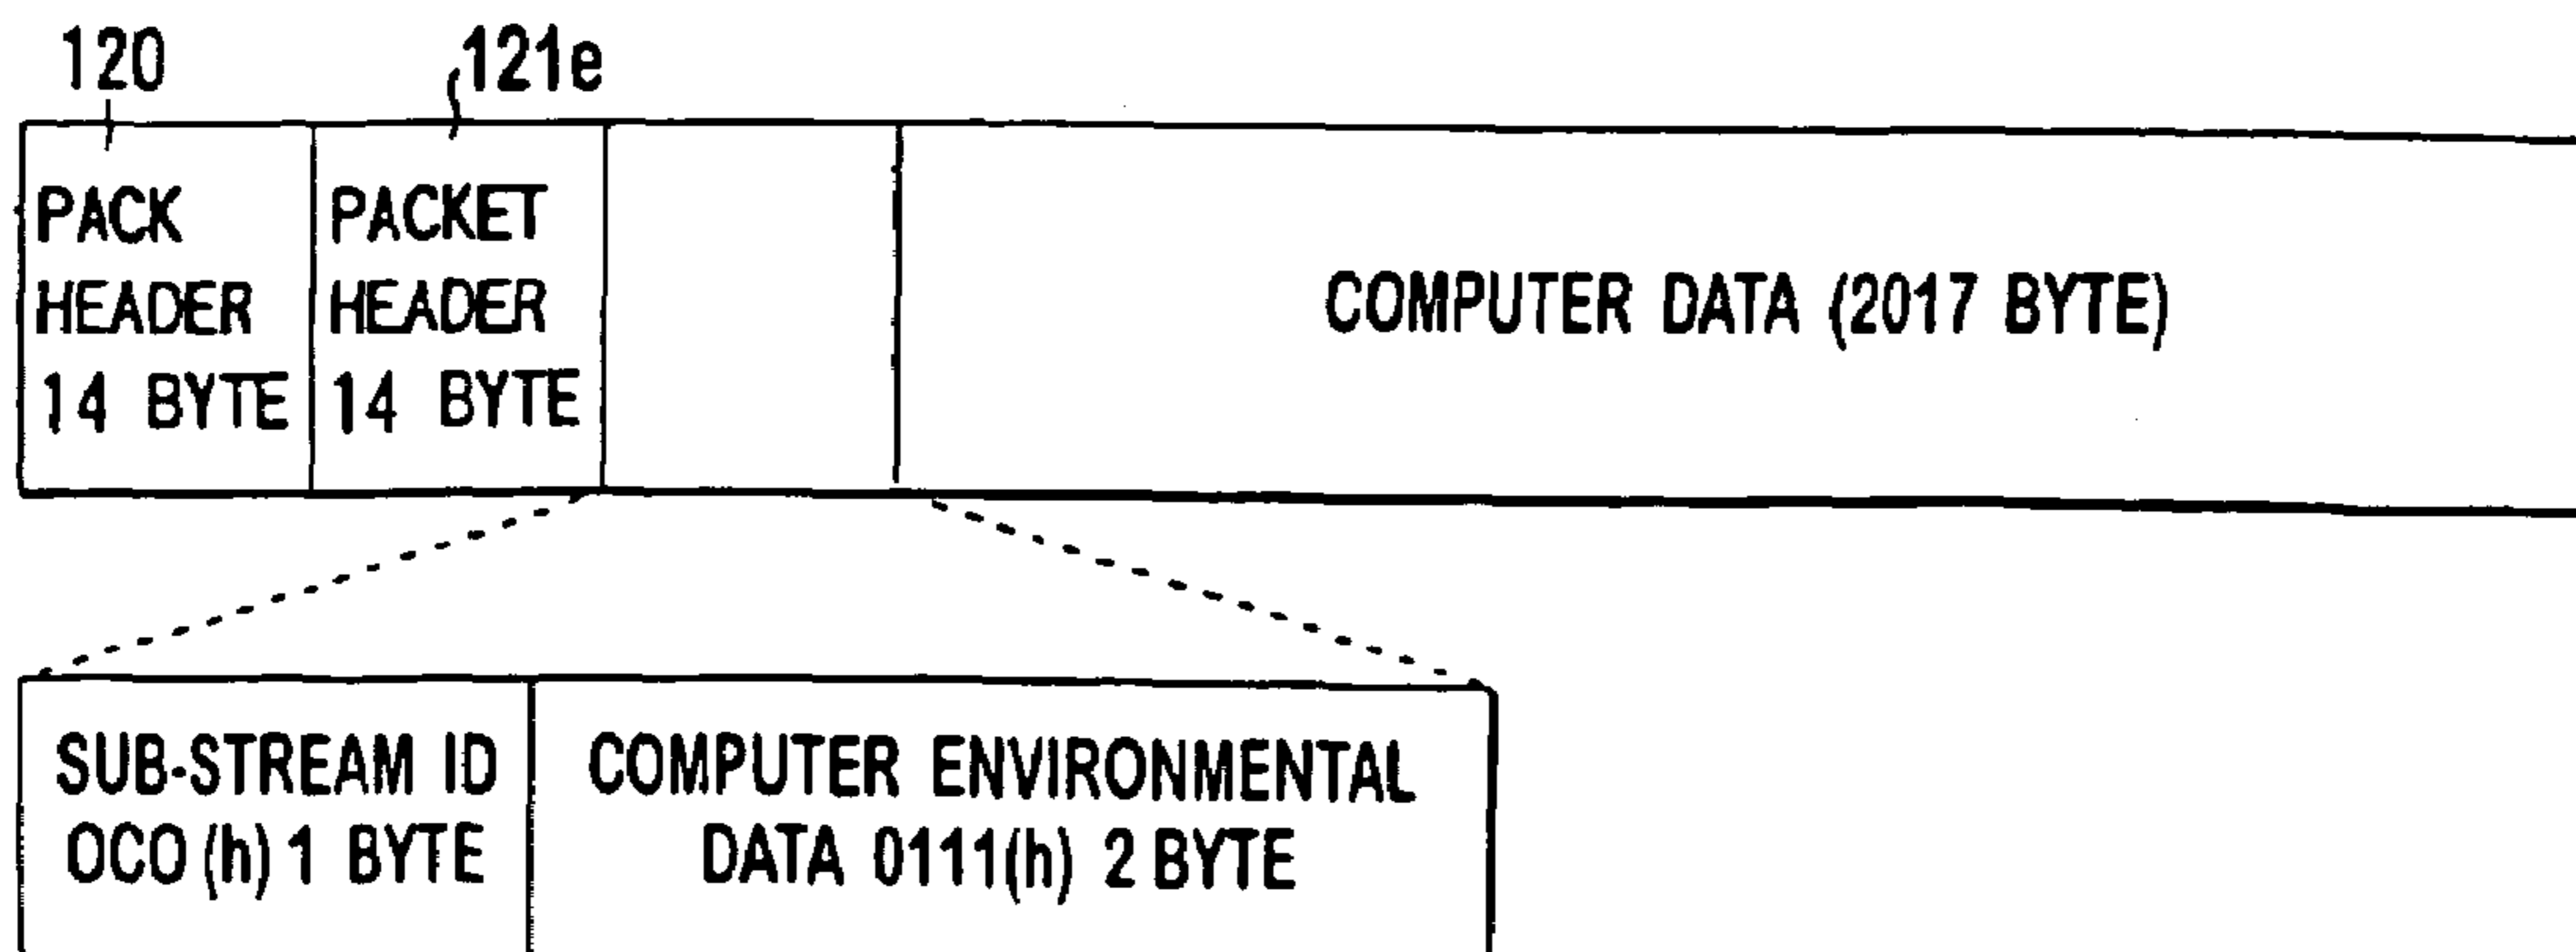 120
121e
PACK
HEADER
14 BYTE
PACKET
HEADER
14 BYTE
COMPUTER DATA (2017 BYTE)
SUB-STREAM ID
OCO (h) 1 BYTE
COMPUTER ENVIRONMENTAL
DATA 0111(h) 2 BYTE